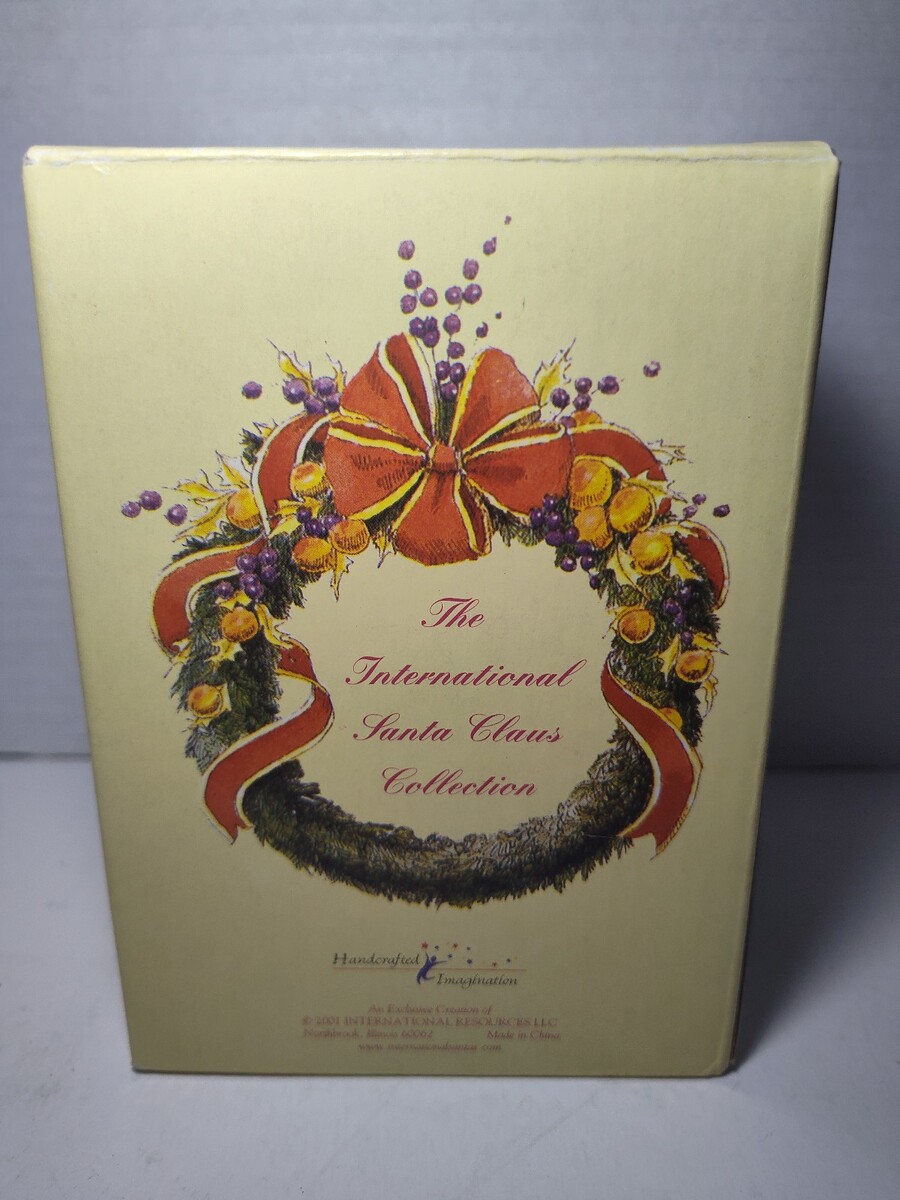 The
International
Santa Claus
Collection
Handcrafted
Imagination
An Exclusive Creation of
© 2001 INTERNATIONAL RESOURCES LLC
Northbrook, Illinois 60062 Made in China